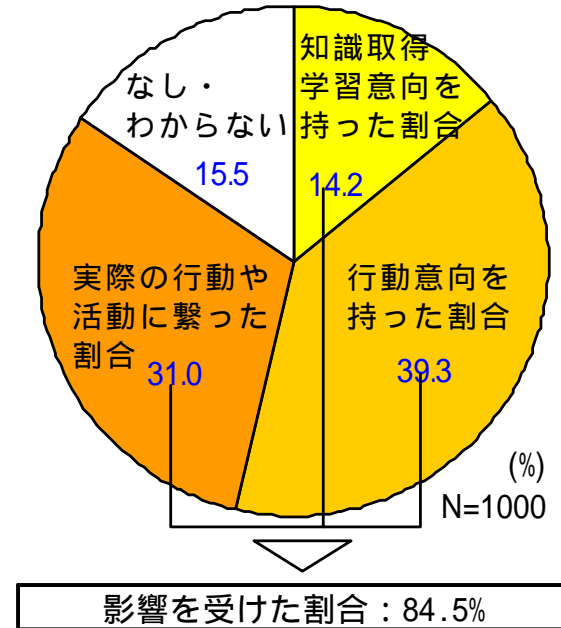 知識取得
学習意向を
持った割合
14.2
なし・
わからない
15.5
実際の行動や
活動に繋った
割合
31.0
行動意向を
持った割合
39.3
(%)
N=1000
影響を受けた割合：84.5%